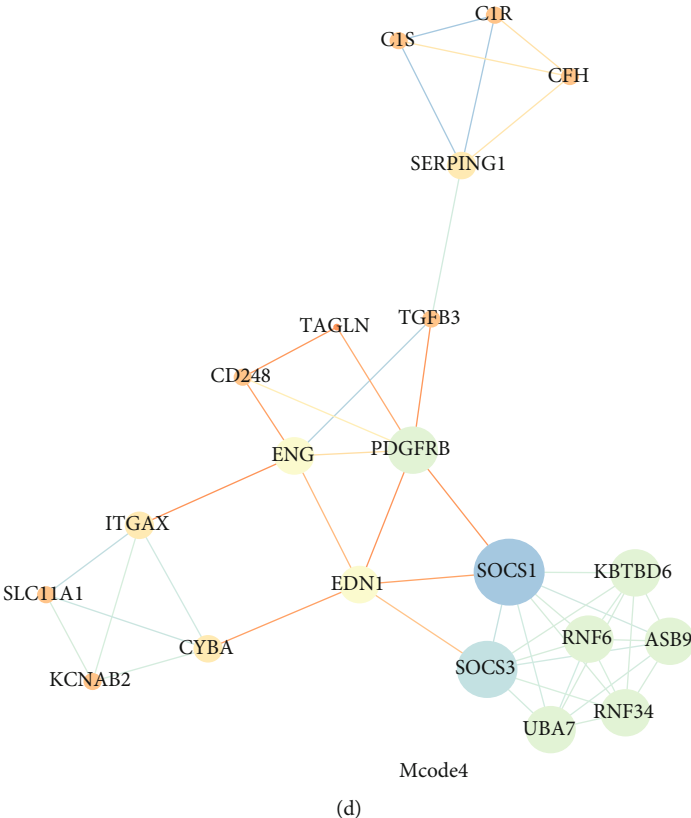 C1R
C1S
CFH
SERPING1
TAGLN
TGFB3
CD248
ENG
PDGFRB
ITGAX
SLC11A1
EDN1
SOCS1
KBTBD6
CYBA
RNF6
ASB9
KCNAB2
SOCS3
UBA7
RNF34
Mcode4
(d)